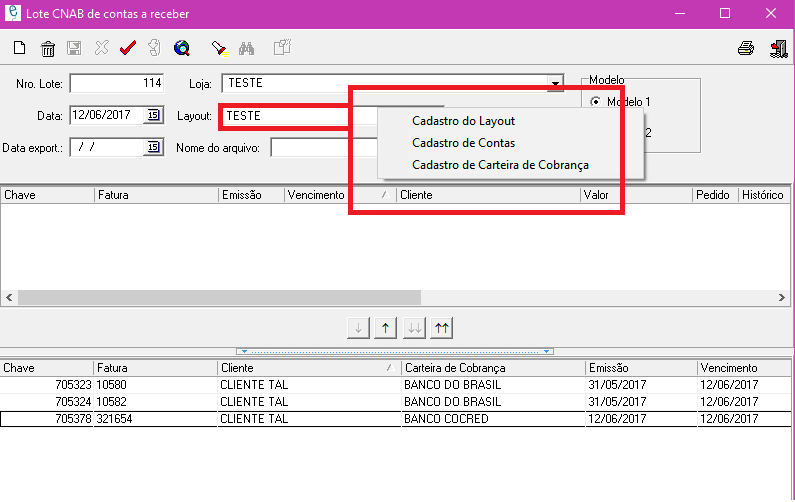 Lote CNAB de contas a receber
Nro. Lote: 114 Loja: TESTE Modelo
Data: 12/06/2017 15 Layout: TESTE Modelo 1
Cadastro do Layout
2
Cadastro de Contas
Data export.: / / 15 Nome do arquivo:
Cadastro de Carteira de Cobrança
Chave Fatura Emissão Vencimento Cliente Valor Pedido Histórico
Chave Fatura Cliente Carteira de Cobrança Emissão Vencimento
705323 10580 CLIENTE TAL BANCO DO BRASIL 31/05/2017 12/06/2017
705324 10582 CLIENTE TAL BANCO DO BRASIL 31/05/2017 12/06/2017
705378 321654 CLIENTE TAL BANCO COCRED 12/06/2017 12/06/2017